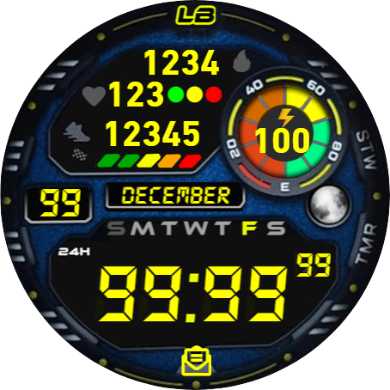 LB
1234
123
12345
40 60
100
20 80
E
STM
99
DECEMBER
SMTWTFS
TMR
24H
99:99 99